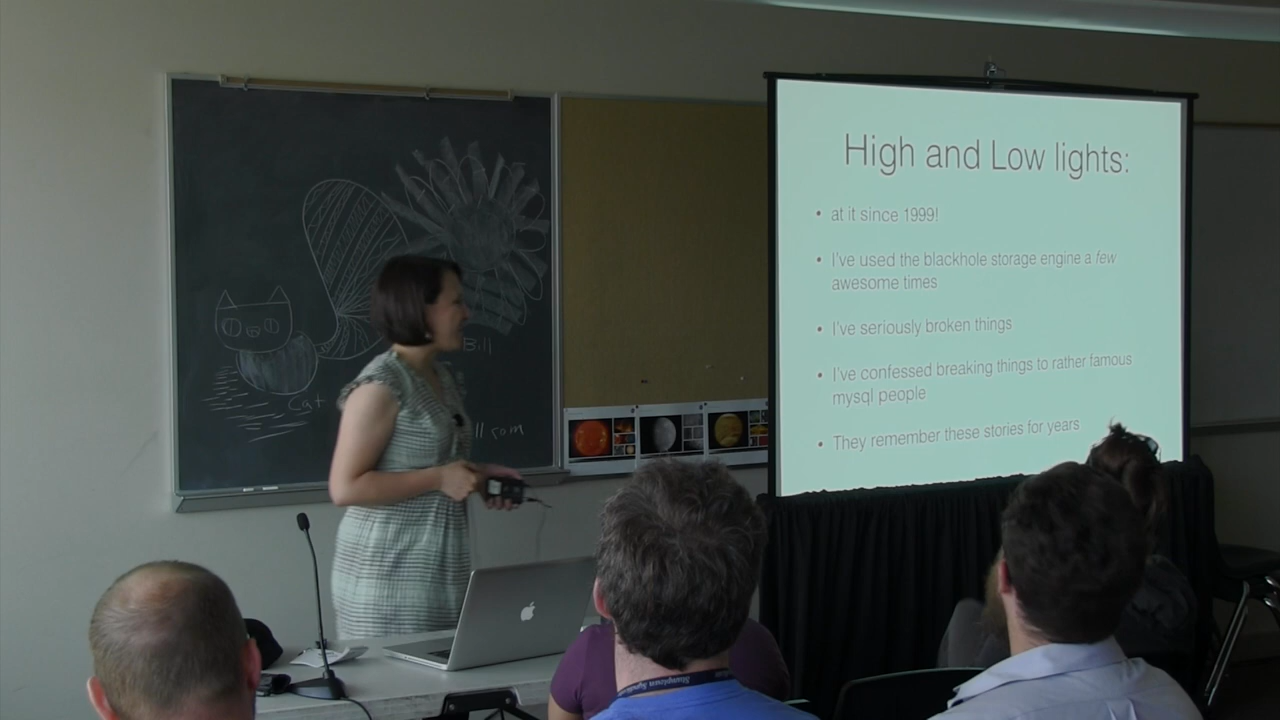 High and Low lights:
• at it since 1999!
• I've used the blackhole storage engine a few
awesome times
• I've seriously broken things
• I've confessed breaking things to rather famous
mysql people
• They remember these stories for years
Bill
Cat